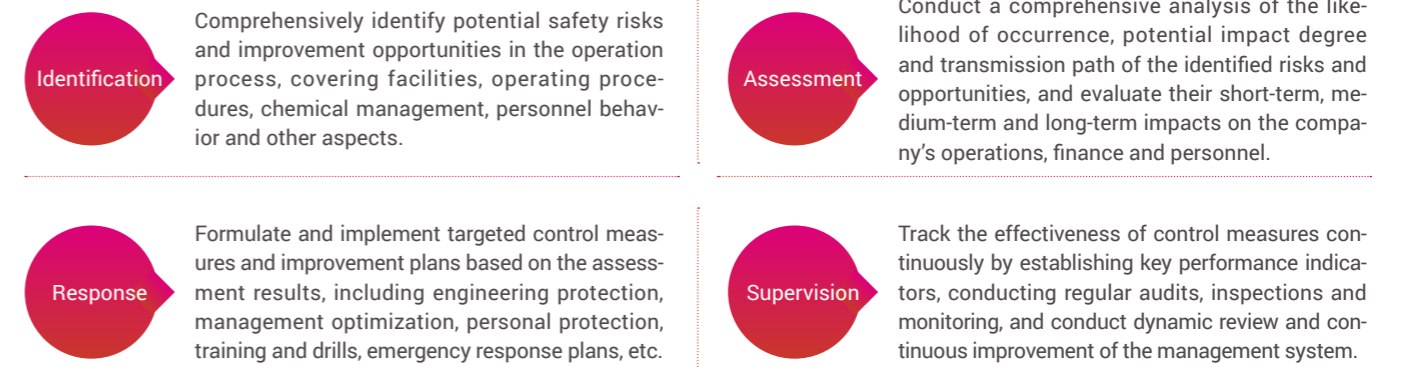 Identification
Comprehensively identify potential safety risks
and improvement opportunities in the operation
process, covering facilities, operating proce-
dures, chemical management, personnel behav-
ior and other aspects.
Assessment
Conduct a comprehensive analysis of the like-
lihood of occurrence, potential impact degree
and transmission path of the identified risks and
opportunities, and evaluate their short-term, me-
dium-term and long-term impacts on the compa-
ny's operations, finance and personnel.
Response
Formulate and implement targeted control meas-
ures and improvement plans based on the assess-
ment results, including engineering protection,
management optimization, personal protection,
training and drills, emergency response plans, etc.
Supervision
Track the effectiveness of control measures con-
tinuously by establishing key performance indica-
tors, conducting regular audits, inspections and
monitoring, and conduct dynamic review and con-
tinuous improvement of the management system.